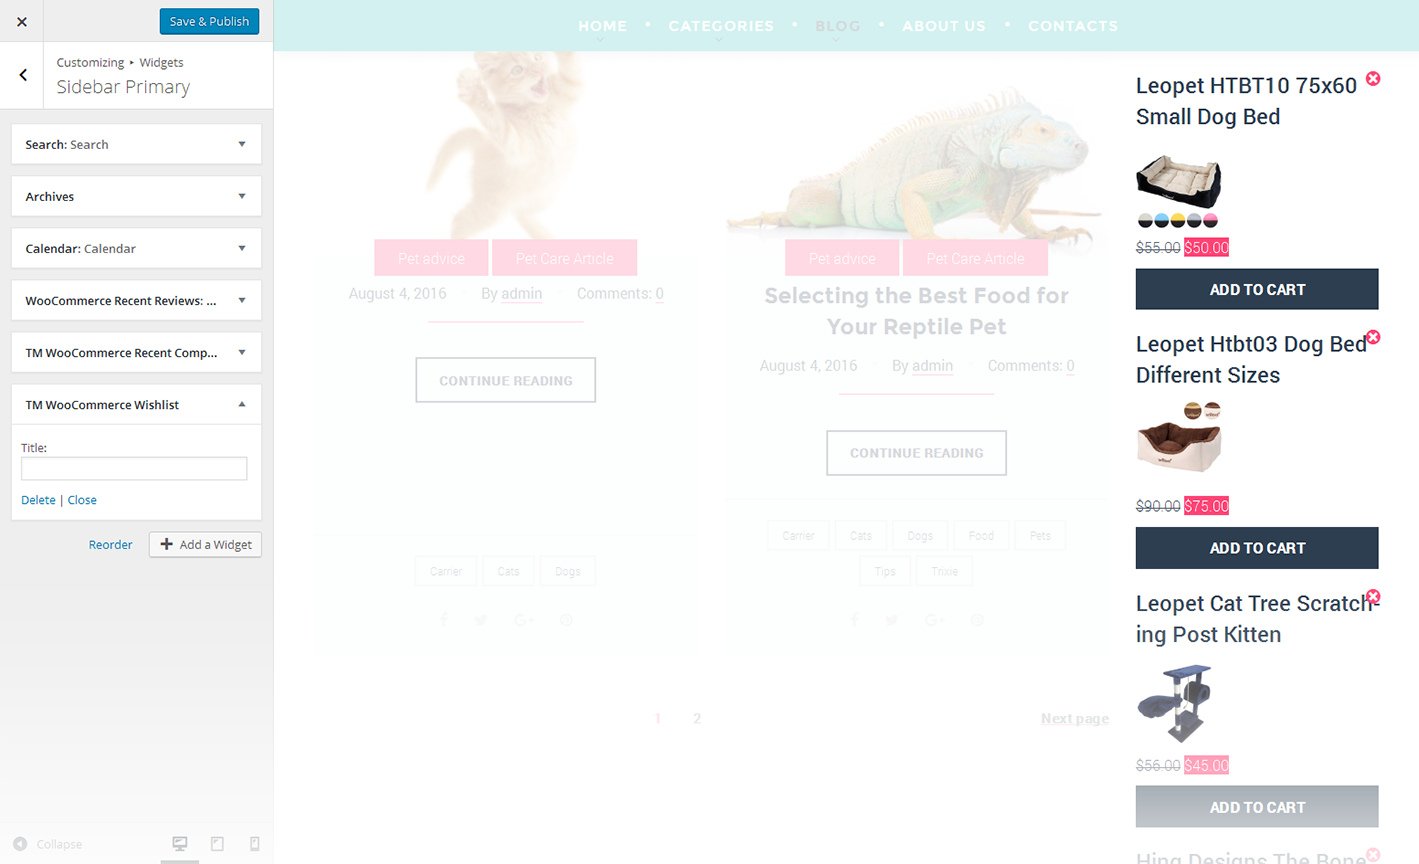 Save & Publish
Customizing ▸ Widgets
Sidebar Primary
Search: Search
Archives
Calendar: Calendar
WooCommerce Recent Reviews: ...
TM WooCommerce Recent Comp...
TM WooCommerce Wishlist
Title:
Delete | Close
Reorder
Add a Widget
Collapse
HOME • CATEGORIES • BLOG • ABOUT US • CONTACTS
Pet advice
Pet Care Article
August 4, 2016
By admin
Comments: 0
CONTINUE READING
Carrier
Cats
Dogs
Pet advice
Pet Care Article
Selecting the Best Food for
Your Reptile Pet
August 4, 2016
By admin
Comments: 0
CONTINUE READING
Carrier
Cats
Dogs
Food
Pets
Tips
Trixie
1
2
Next page
Leopet HTBT10 75x60
Small Dog Bed
$55.00 $50.00
ADD TO CART
Leopet Htbt03 Dog Bed
Different Sizes
$90.00 $75.00
ADD TO CART
Leopet Cat Tree Scratch-
ing Post Kitten
$56.00 $45.00
ADD TO CART
Hing Designs The Bone